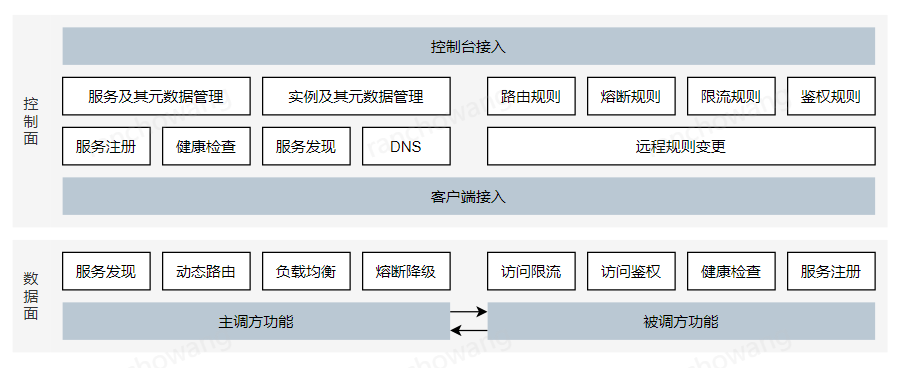 控制面
控制台接入
服务及其元数据管理 实例及其元数据管理 路由规则 熔断规则 限流规则 鉴权规则
服务注册 健康检查 服务发现 DNS 远程规则变更
客户端接入
数据面
服务发现 动态路由 负载均衡 熔断降级 访问限流 访问鉴权 健康检查 服务注册
主调方功能 被调方功能